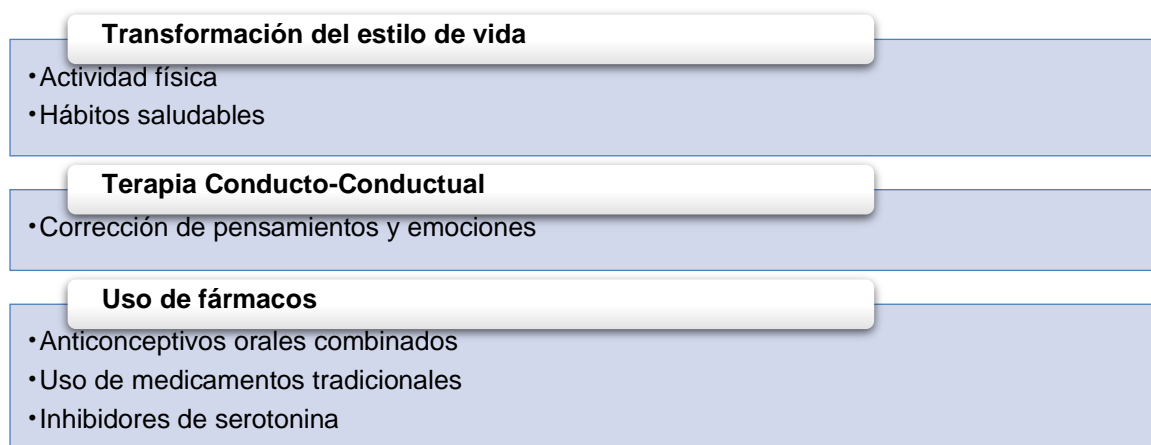 Transformación del estilo de vida
•Actividad física
•Hábitos saludables
Terapia Conducto-Conductual
•Corrección de pensamientos y emociones
Uso de fármacos
•Anticonceptivos orales combinados
•Uso de medicamentos tradicionales
•Inhibidores de serotonina